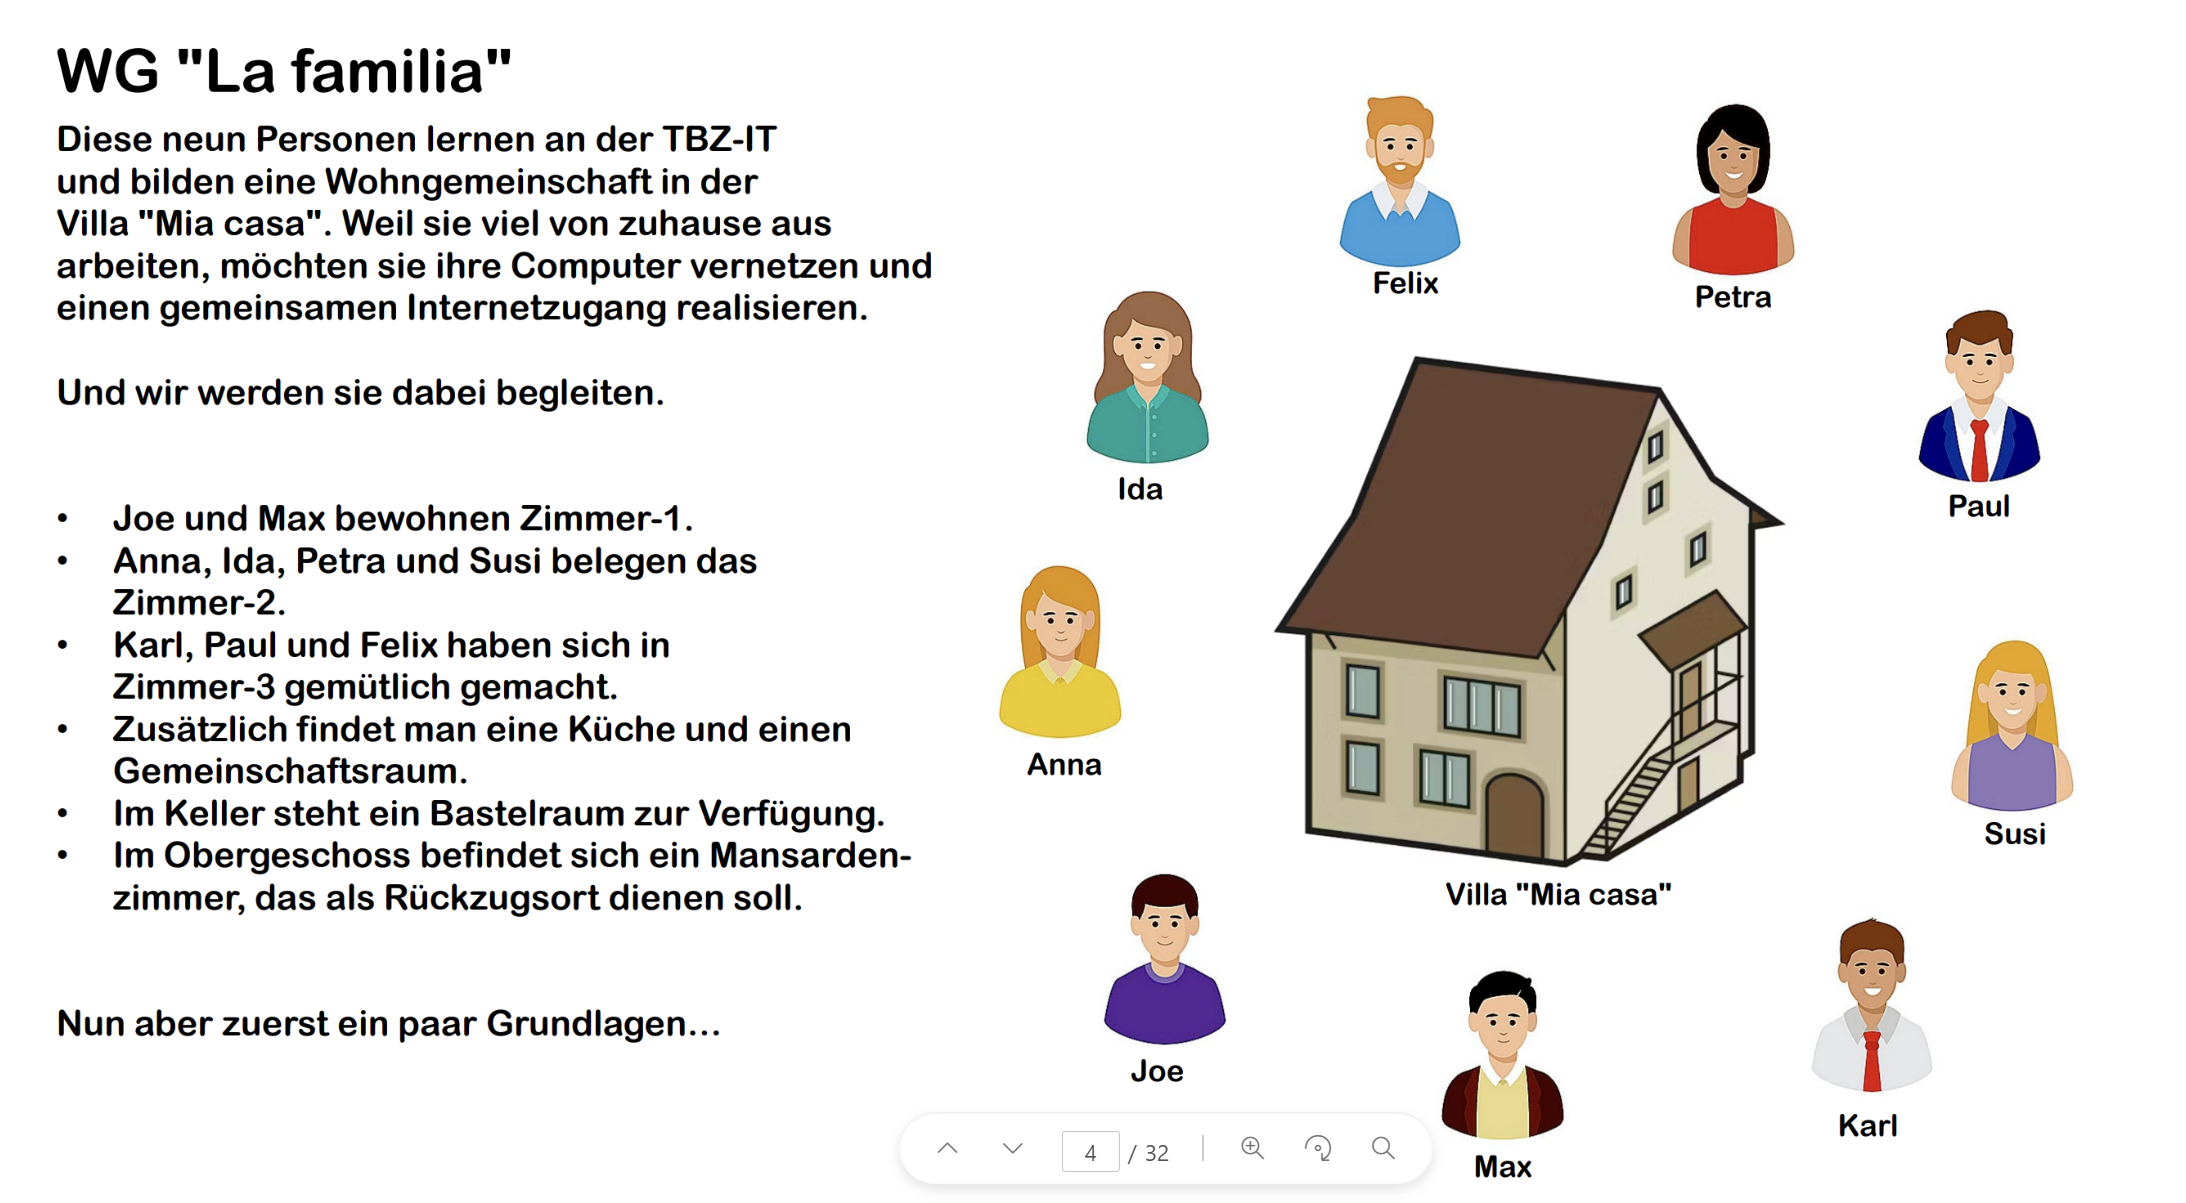 WG "La familia"
Diese neun Personen lernen an der TBZ-IT
und bilden eine Wohngemeinschaft in der
Villa "Mia casa". Weil sie viel von zuhause aus
arbeiten, möchten sie ihre Computer vernetzen und
einen gemeinsamen Internetzugang realisieren.
Und wir werden sie dabei begleiten.
• Joe und Max bewohnen Zimmer-1.
• Anna, Ida, Petra und Susi belegen das
Zimmer-2.
• Karl, Paul und Felix haben sich in
Zimmer-3 gemütlich gemacht.
• Zusätzlich findet man eine Küche und einen
Gemeinschaftsraum.
• Im Keller steht ein Bastelraum zur Verfügung.
• Im Obergeschoss befindet sich ein Mansarden-
zimmer, das als Rückzugsort dienen soll.
Nun aber zuerst ein paar Grundlagen...
Felix
Petra
Ida
Paul
Anna
Susi
Villa "Mia casa"
Joe
Karl
Max
4 / 32